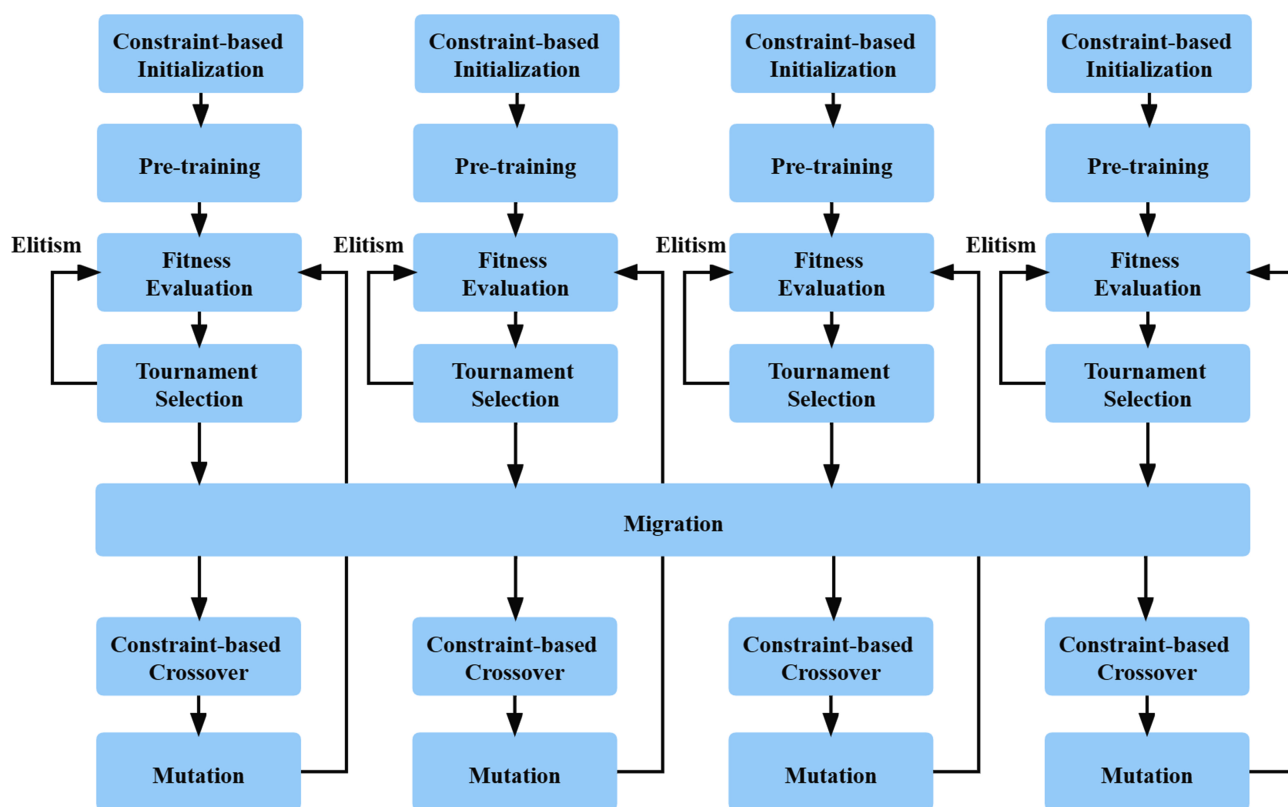 Constraint-based
Initialization
Constraint-based
Initialization
Constraint-based
Initialization
Constraint-based
Initialization
Pre-training
Pre-training
Pre-training
Pre-training
Elitism
Fitness
Evaluation
Elitism
Fitness
Evaluation
Elitism
Fitness
Evaluation
Elitism
Fitness
Evaluation
Tournament
Selection
Tournament
Selection
Tournament
Selection
Tournament
Selection
Migration
Constraint-based
Crossover
Constraint-based
Crossover
Constraint-based
Crossover
Constraint-based
Crossover
Mutation
Mutation
Mutation
Mutation